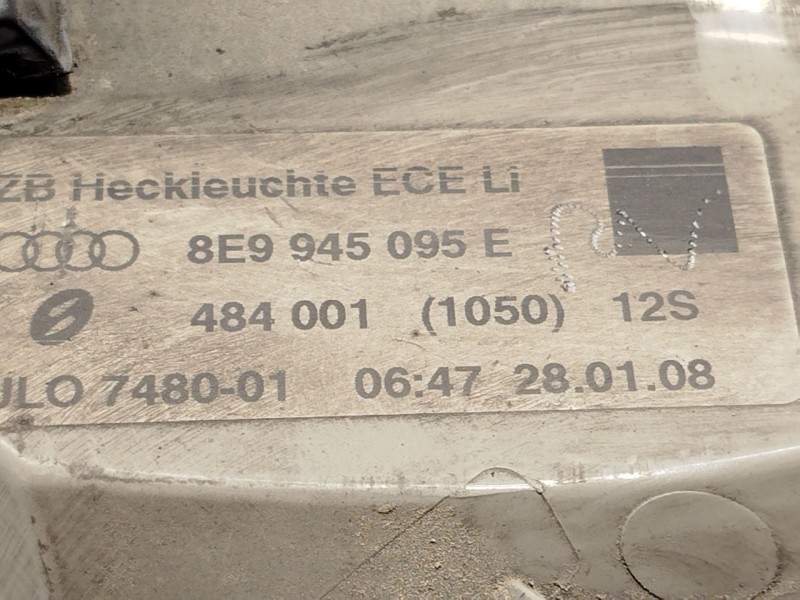 ZB Heckleuchte ECE Li
8E9 945 095 E
484 001 (1050) 12S
ULO 7480-01 06:47 28.01.08